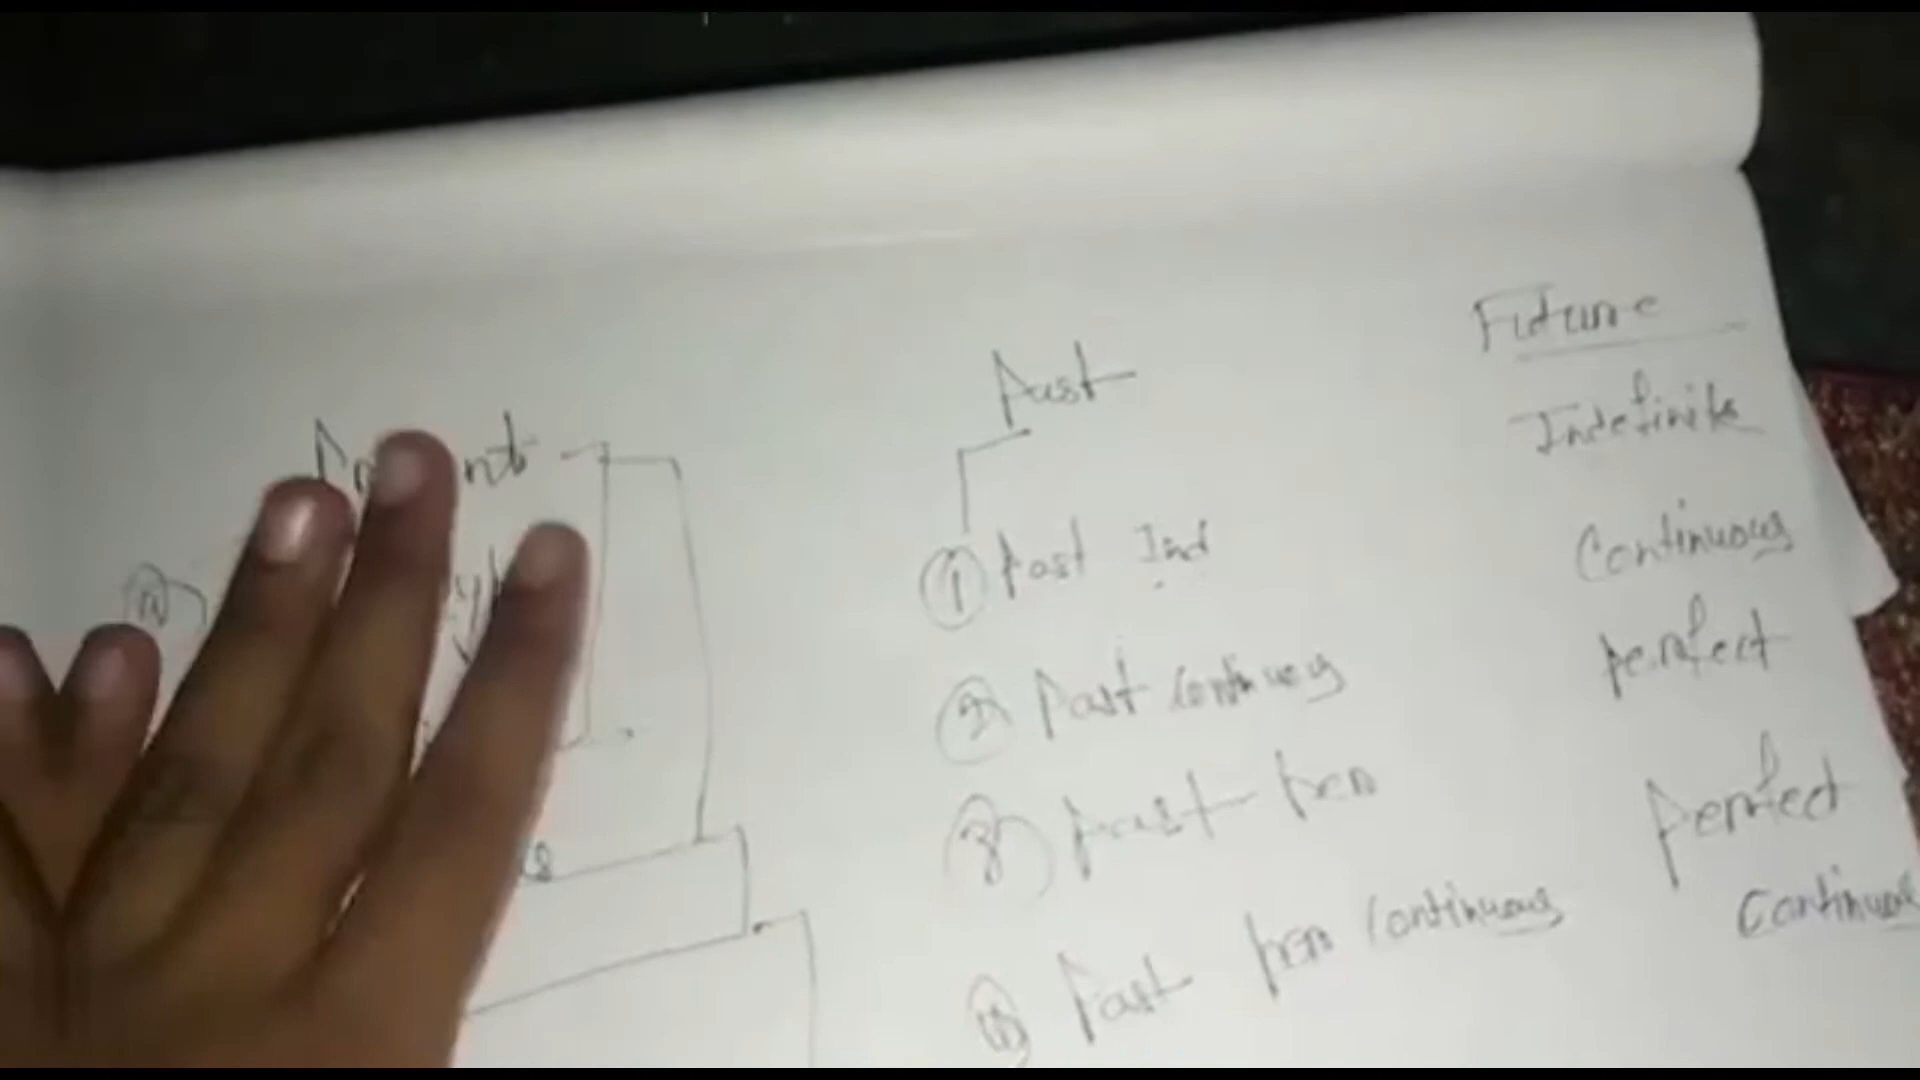 Past
① Past Ind
② Past continuous
③ past per
④ Past per continuous
Future
Indefinite
Continuous
perfect
perfect
continuous